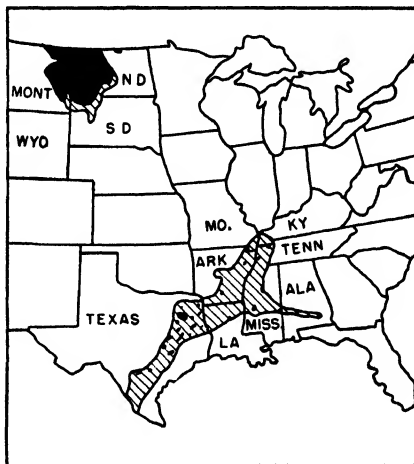 MONT
N D
S D
WYO
MO.
KY
TENN
ARK
ALA
TEXAS
MISS
LA